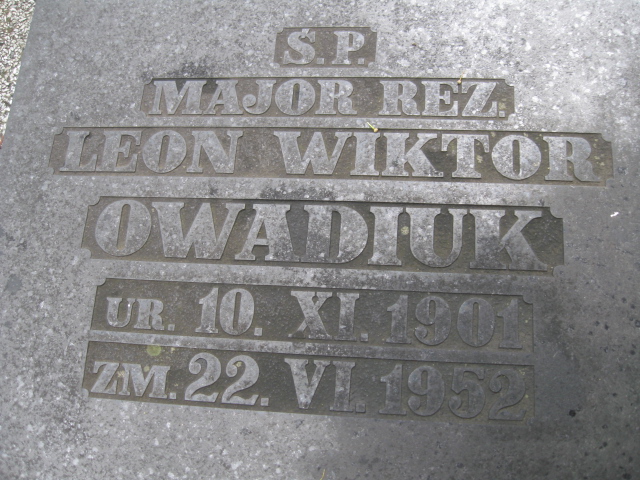 S.P.
MAJOR REZ.
LEON WIKTOR
OWADIUK
UR. 10. XI. 1901
ZM. 22. VI. 1952